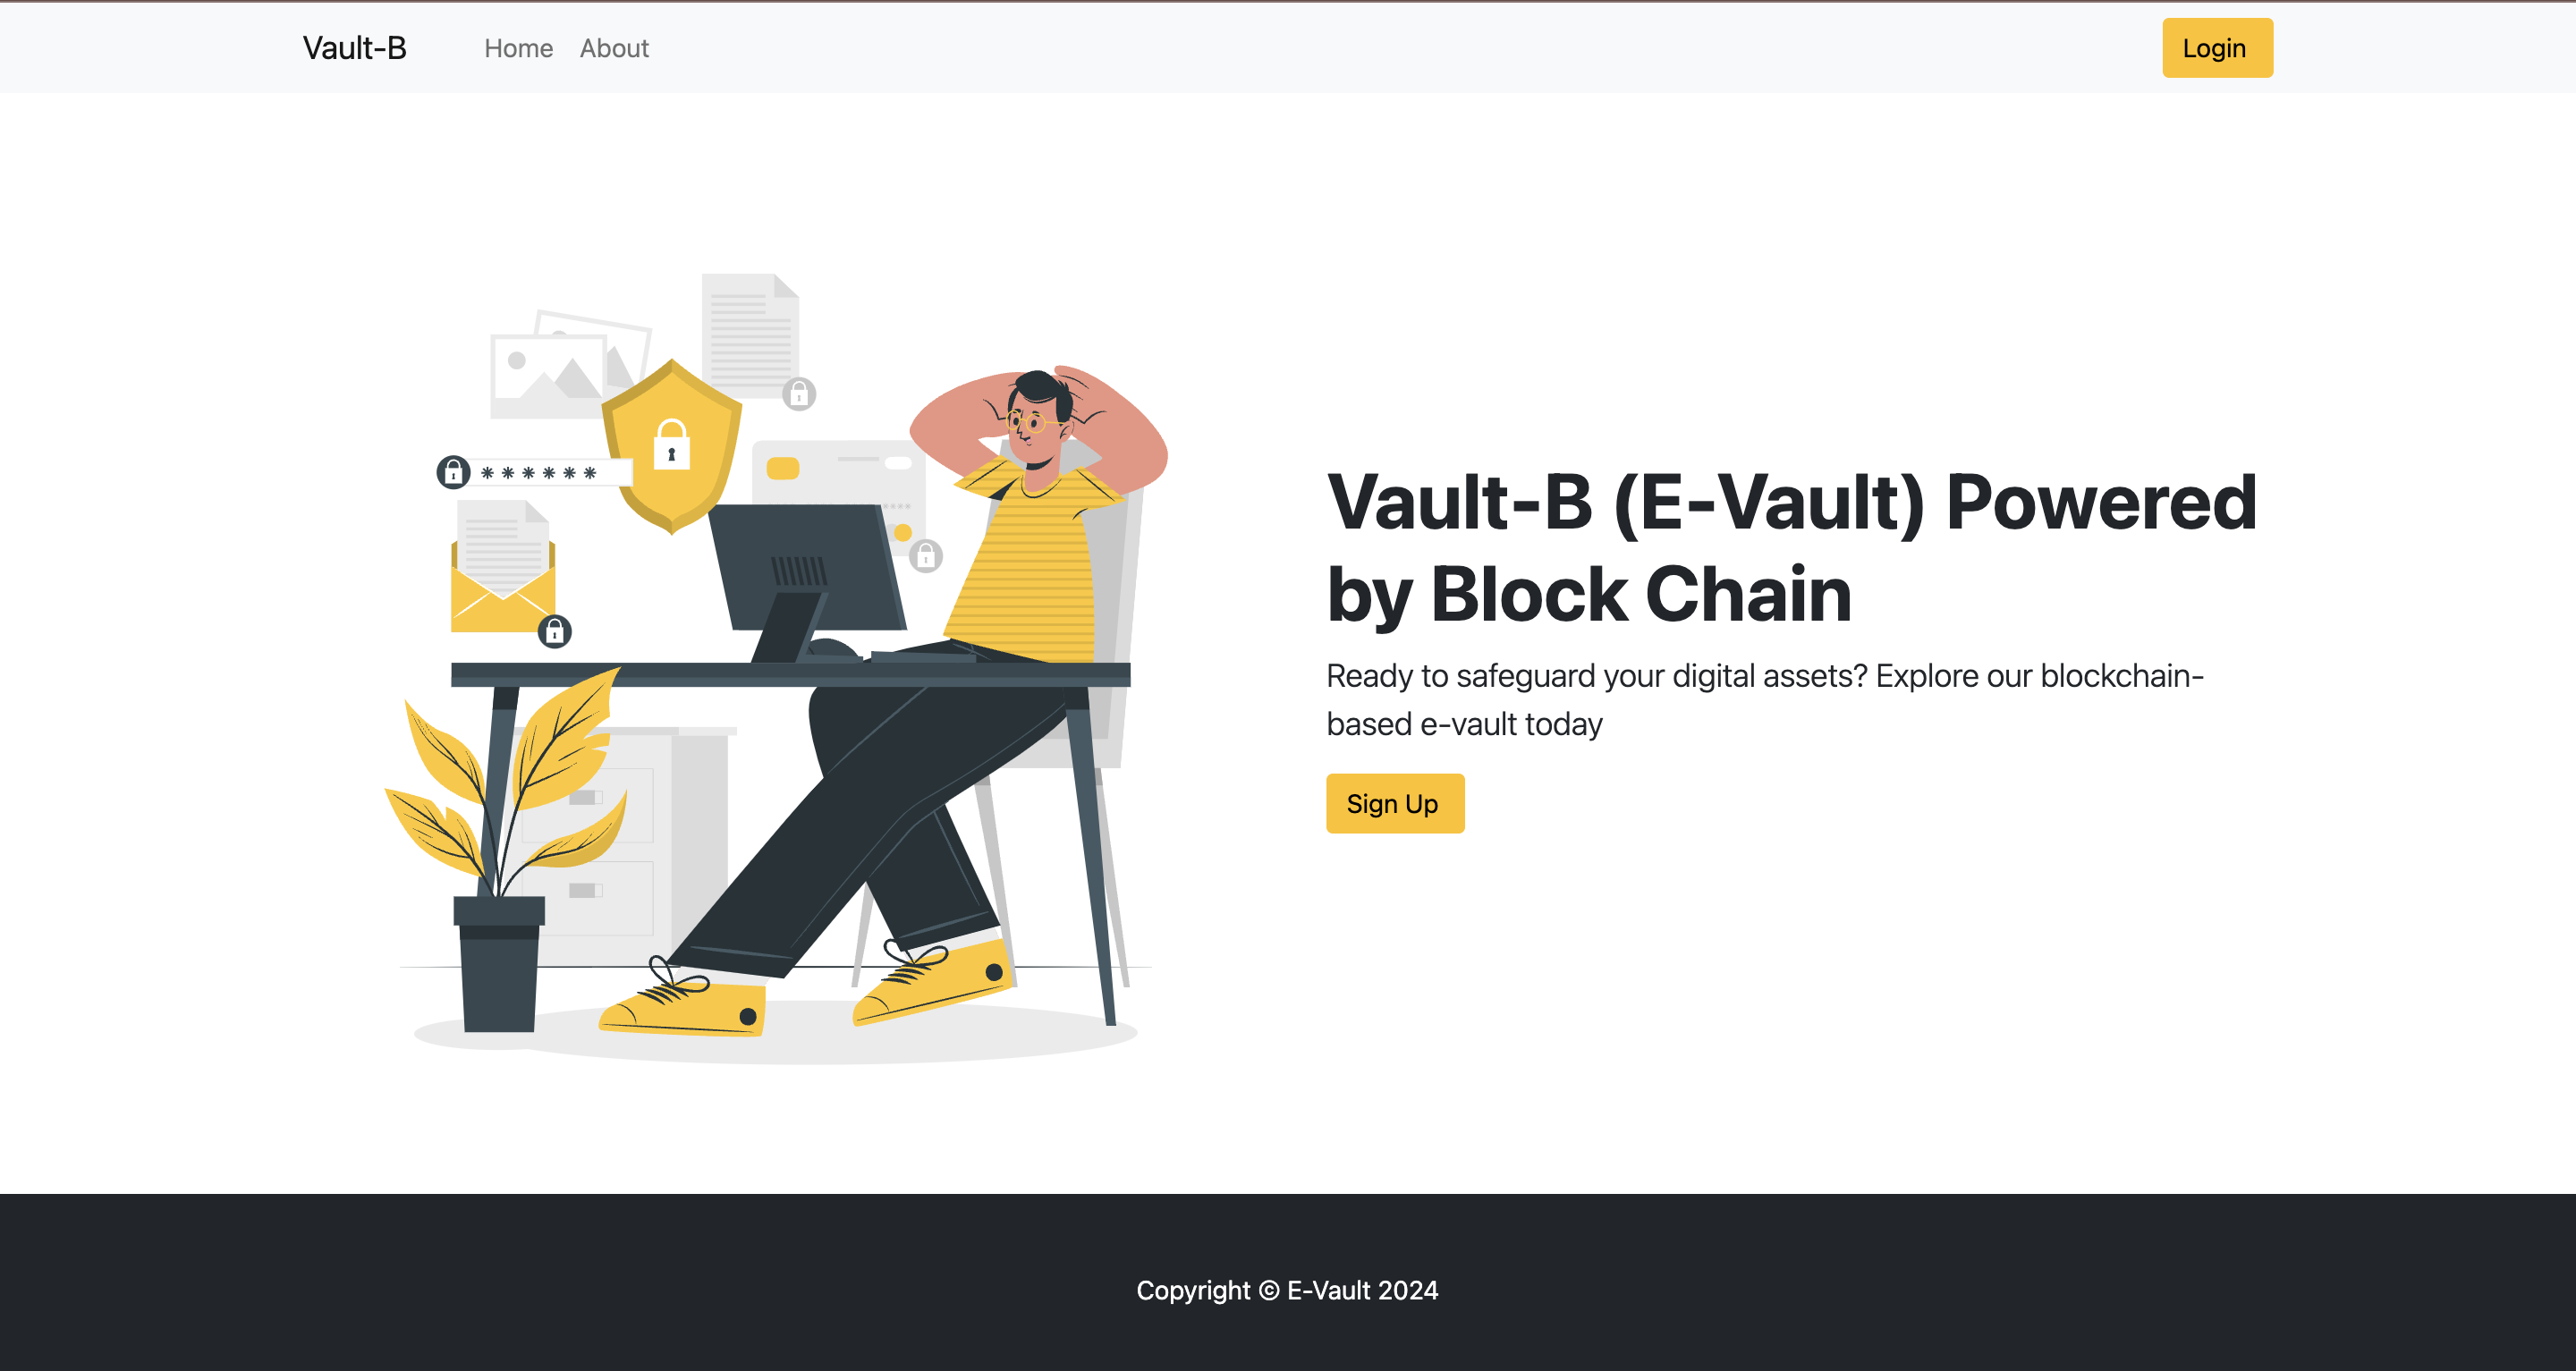 Vault-B
Home
About
Login
******
Vault-B (E-Vault) Powered
by Block Chain
Ready to safeguard your digital assets? Explore our blockchain-
based e-vault today
Sign Up
Copyright © E-Vault 2024